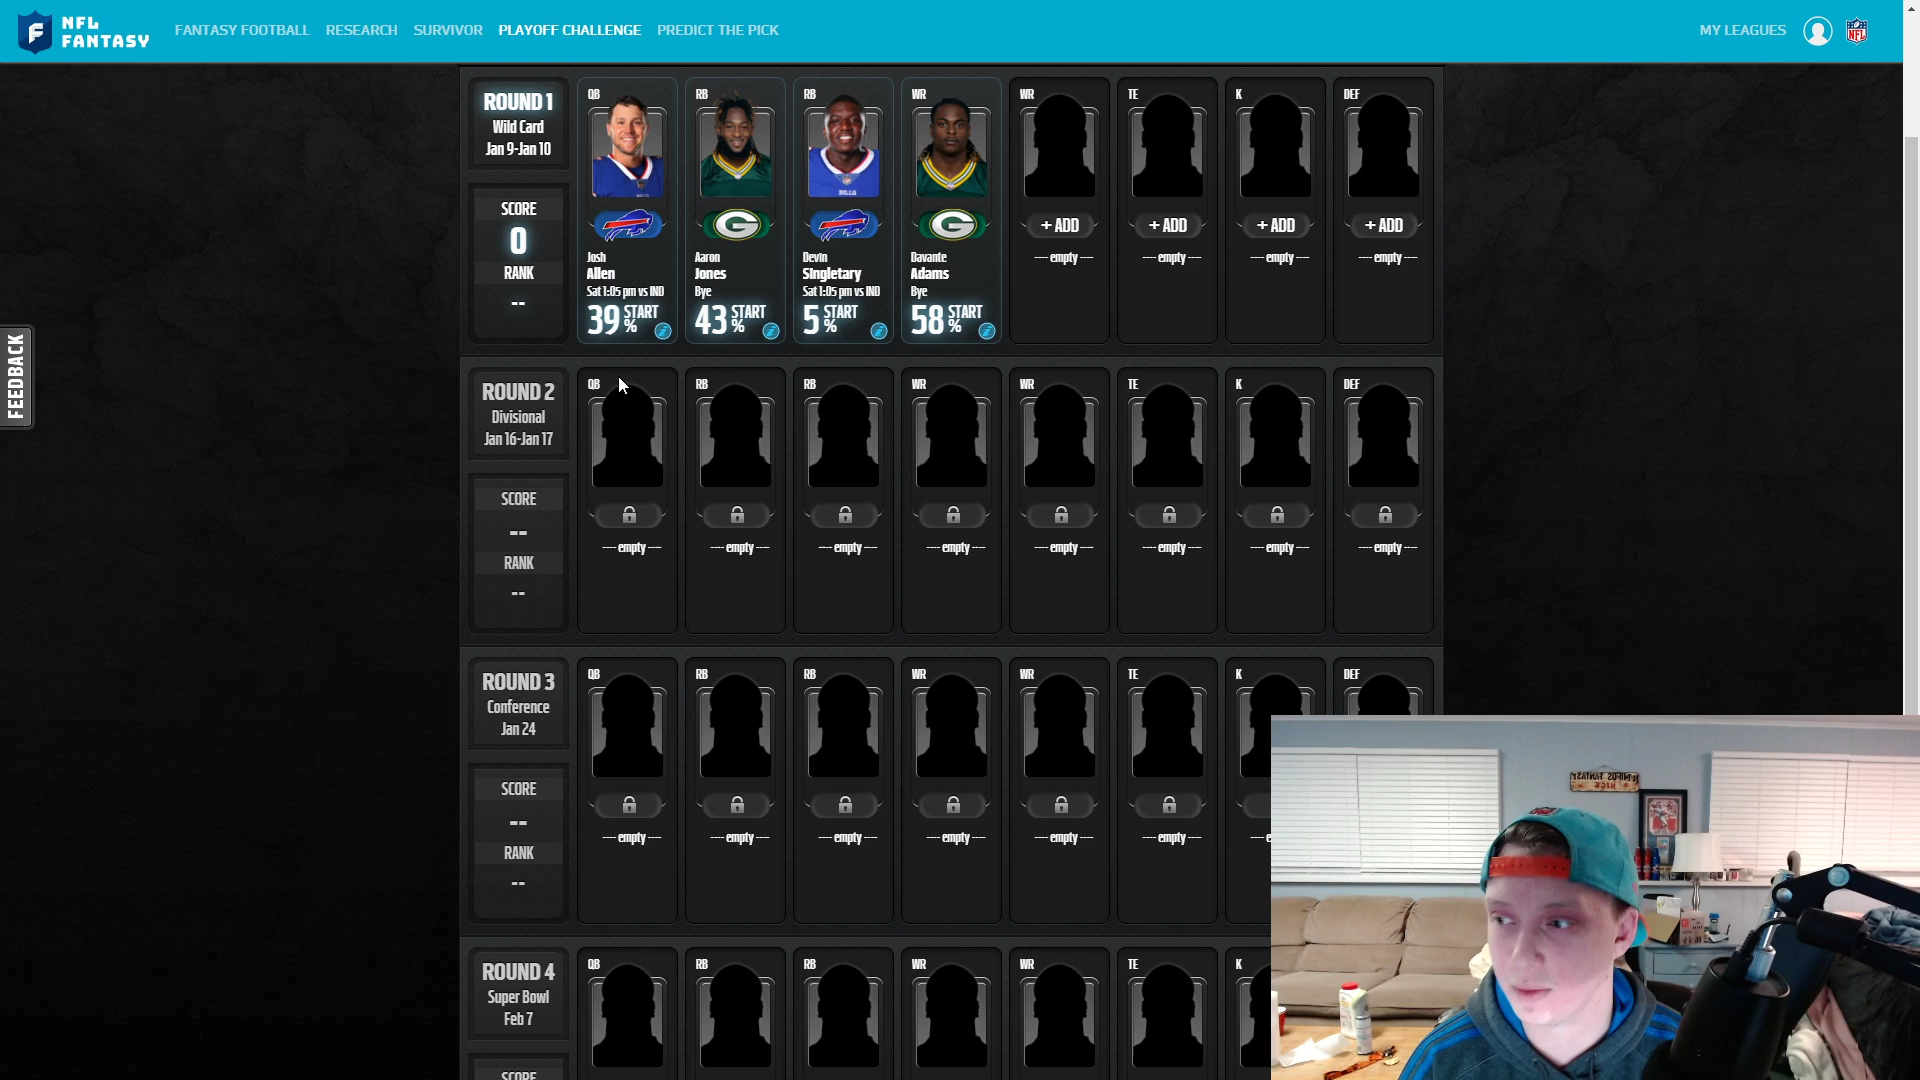 NFL FANTASY
FANTASY FOOTBALL RESEARCH SURVIVOR PLAYOFF CHALLENGE PREDICT THE PICK MY LEAGUES NFL
FEEDBACK
ROUND 1
Wild Card
Jan 9-Jan 10
SCORE
0
RANK
--
QB RB RB WR WR TE K DEF
+ ADD + ADD + ADD + ADD
Josh Aaron Devin Davante ---- empty ---- ---- empty ---- ---- empty ---- ---- empty ----
Allen Jones Singletary Adams
Sat 1:05 pm vs IND Bye Sat 1:05 pm vs IND Bye
39 START % 43 START % 5 START % 58 START %
ROUND 2
Divisional
Jan 16-Jan 17
SCORE
--
RANK
--
QB RB RB WR WR TE K DEF
---- empty ---- ---- empty ---- ---- empty ---- ---- empty ---- ---- empty ---- ---- empty ---- ---- empty ---- ---- empty ----
ROUND 3
Conference
Jan 24
SCORE
--
RANK
--
QB RB RB WR WR TE K DEF
---- empty ---- ---- empty ---- ---- empty ---- ---- empty ---- ---- empty ---- ---- empty ----
ROUND 4
Super Bowl
Feb 7
SCORE
QB RB RB WR WR TE K